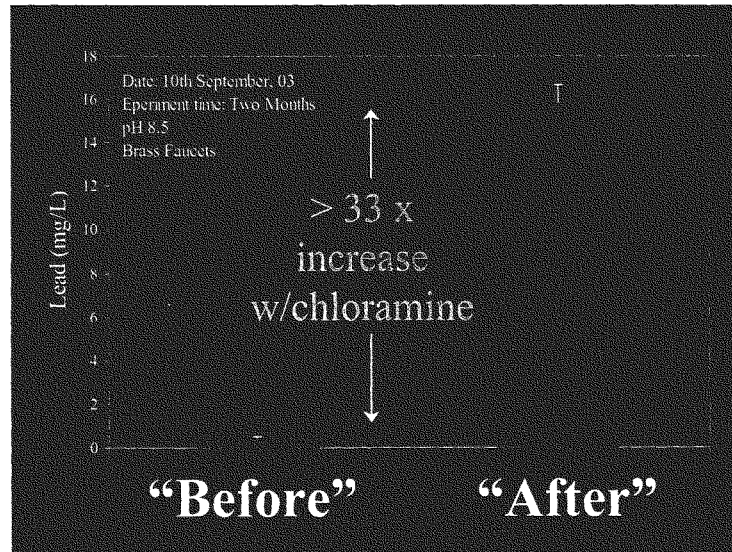 18
16
14
12
10
8
6
4
2
0
Lead (mg/L)
Date: 10th September, 03
Eperiment time: Two Months
pH 8.5
Brass Faucets
> 33 x
increase
w/chloramine
“Before” “After”